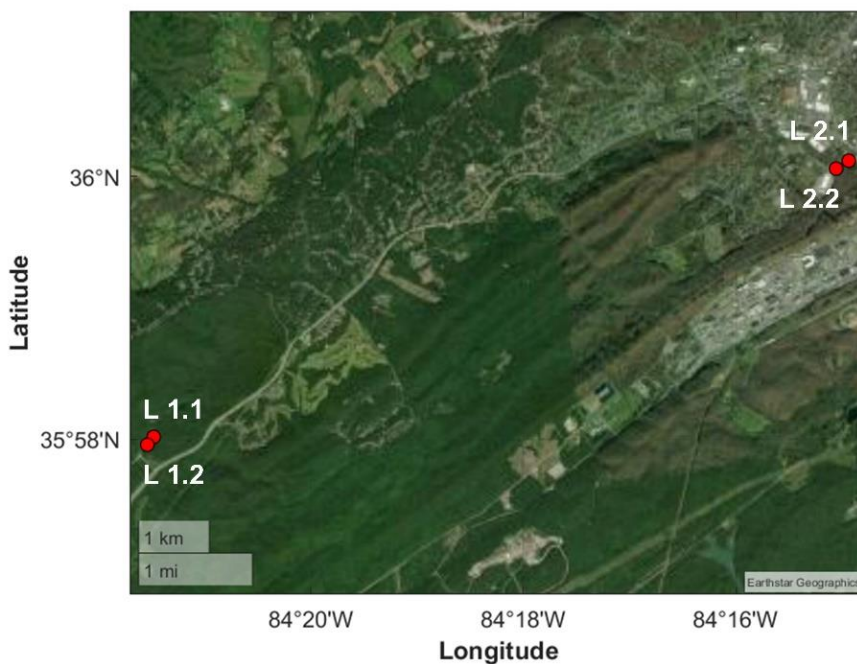 L 2.1
36°N
L 2.2
Latitude
L 1.1
35°58'N
L 1.2
1 km
1 mi
Earthstar Geographics
84°20'W 84°18'W 84°16'W
Longitude